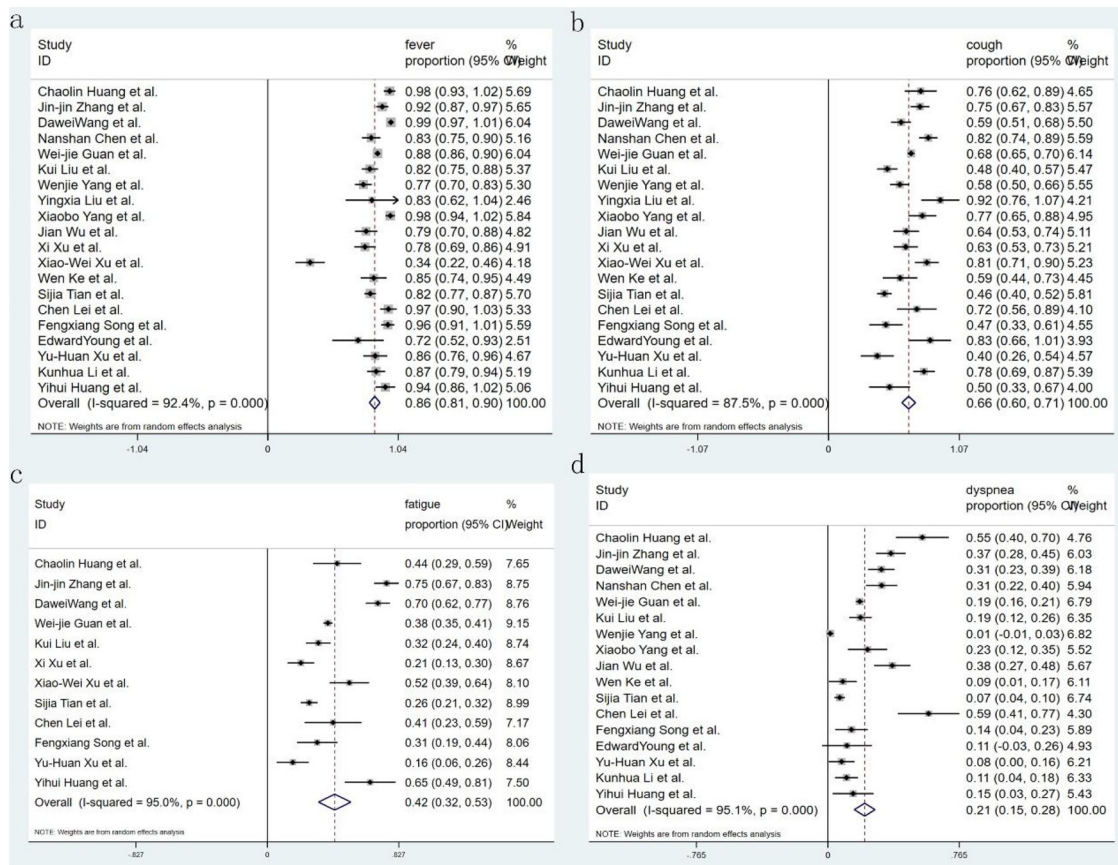 a
Study fever %
ID proportion (95% CI) Weight
Chaolin Huang et al. 0.98 (0.93, 1.02) 5.69
Jin-jin Zhang et al. 0.92 (0.87, 0.97) 5.65
DaweiWang et al. 0.99 (0.97, 1.01) 6.04
Nanshan Chen et al. 0.83 (0.75, 0.90) 5.16
Wei-jie Guan et al. 0.88 (0.86, 0.90) 6.04
Kui Liu et al. 0.82 (0.75, 0.88) 5.37
Wenjie Yang et al. 0.77 (0.70, 0.83) 5.30
Yingxia Liu et al. 0.83 (0.62, 1.04) 2.46
Xiaobo Yang et al. 0.98 (0.94, 1.02) 5.84
Jian Wu et al. 0.79 (0.70, 0.88) 4.82
Xi Xu et al. 0.78 (0.69, 0.86) 4.91
Xiao-Wei Xu et al. 0.34 (0.22, 0.46) 4.18
Wen Ke et al. 0.85 (0.74, 0.95) 4.49
Sijia Tian et al. 0.82 (0.77, 0.87) 5.70
Chen Lei et al. 0.97 (0.90, 1.03) 5.33
Fengxiang Song et al. 0.96 (0.91, 1.01) 5.59
EdwardYoung et al. 0.72 (0.52, 0.93) 2.51
Yu-Huan Xu et al. 0.86 (0.76, 0.96) 4.67
Kunhua Li et al. 0.87 (0.79, 0.94) 5.19
Yihui Huang et al. 0.94 (0.86, 1.02) 5.06
Overall (I-squared = 92.4%, p = 0.000) 0.86 (0.81, 0.90) 100.00
NOTE: Weights are from random effects analysis
-1.04 0 1.04
b
Study cough %
ID proportion (95% CI) Weight
Chaolin Huang et al. 0.76 (0.62, 0.89) 4.65
Jin-jin Zhang et al. 0.75 (0.67, 0.83) 5.57
DaweiWang et al. 0.59 (0.51, 0.68) 5.50
Nanshan Chen et al. 0.82 (0.74, 0.89) 5.59
Wei-jie Guan et al. 0.68 (0.65, 0.70) 6.14
Kui Liu et al. 0.48 (0.40, 0.57) 5.47
Wenjie Yang et al. 0.58 (0.50, 0.66) 5.55
Yingxia Liu et al. 0.92 (0.76, 1.07) 4.21
Xiaobo Yang et al. 0.77 (0.65, 0.88) 4.95
Jian Wu et al. 0.64 (0.53, 0.74) 5.11
Xi Xu et al. 0.63 (0.53, 0.73) 5.21
Xiao-Wei Xu et al. 0.81 (0.71, 0.90) 5.23
Wen Ke et al. 0.59 (0.44, 0.73) 4.45
Sijia Tian et al. 0.46 (0.40, 0.52) 5.81
Chen Lei et al. 0.72 (0.56, 0.89) 4.10
Fengxiang Song et al. 0.47 (0.33, 0.61) 4.55
EdwardYoung et al. 0.83 (0.66, 1.01) 3.93
Yu-Huan Xu et al. 0.40 (0.26, 0.54) 4.57
Kunhua Li et al. 0.78 (0.69, 0.87) 5.39
Yihui Huang et al. 0.50 (0.33, 0.67) 4.00
Overall (I-squared = 87.5%, p = 0.000) 0.66 (0.60, 0.71) 100.00
NOTE: Weights are from random effects analysis
-1.07 0 1.07
c
Study fatigue %
ID proportion (95% CI) Weight
Chaolin Huang et al. 0.44 (0.29, 0.59) 7.65
Jin-jin Zhang et al. 0.75 (0.67, 0.83) 8.75
DaweiWang et al. 0.70 (0.62, 0.77) 8.76
Wei-jie Guan et al. 0.38 (0.35, 0.41) 9.15
Kui Liu et al. 0.32 (0.24, 0.40) 8.74
Xi Xu et al. 0.21 (0.13, 0.30) 8.67
Xiao-Wei Xu et al. 0.52 (0.39, 0.64) 8.10
Sijia Tian et al. 0.26 (0.21, 0.32) 8.99
Chen Lei et al. 0.41 (0.23, 0.59) 7.17
Fengxiang Song et al. 0.31 (0.19, 0.44) 8.06
Yu-Huan Xu et al. 0.16 (0.06, 0.26) 8.44
Yihui Huang et al. 0.65 (0.49, 0.81) 7.50
Overall (I-squared = 95.0%, p = 0.000) 0.42 (0.32, 0.53) 100.00
NOTE: Weights are from random effects analysis
-.827 0 .827
d
Study dyspnea %
ID proportion (95% CI) Weight
Chaolin Huang et al. 0.55 (0.40, 0.70) 4.76
Jin-jin Zhang et al. 0.37 (0.28, 0.45) 6.03
DaweiWang et al. 0.31 (0.23, 0.39) 6.18
Nanshan Chen et al. 0.31 (0.22, 0.40) 5.94
Wei-jie Guan et al. 0.19 (0.16, 0.21) 6.79
Kui Liu et al. 0.19 (0.12, 0.26) 6.35
Wenjie Yang et al. 0.01 (-0.01, 0.03) 6.82
Xiaobo Yang et al. 0.23 (0.12, 0.35) 5.52
Jian Wu et al. 0.38 (0.27, 0.48) 5.67
Wen Ke et al. 0.09 (0.01, 0.17) 6.11
Sijia Tian et al. 0.07 (0.04, 0.10) 6.74
Chen Lei et al. 0.59 (0.41, 0.77) 4.30
Fengxiang Song et al. 0.14 (0.04, 0.23) 5.89
EdwardYoung et al. 0.11 (-0.03, 0.26) 4.93
Yu-Huan Xu et al. 0.08 (0.00, 0.16) 6.21
Kunhua Li et al. 0.11 (0.04, 0.18) 6.33
Yihui Huang et al. 0.15 (0.03, 0.27) 5.43
Overall (I-squared = 95.1%, p = 0.000) 0.21 (0.15, 0.28) 100.00
NOTE: Weights are from random effects analysis
-.765 0 .765